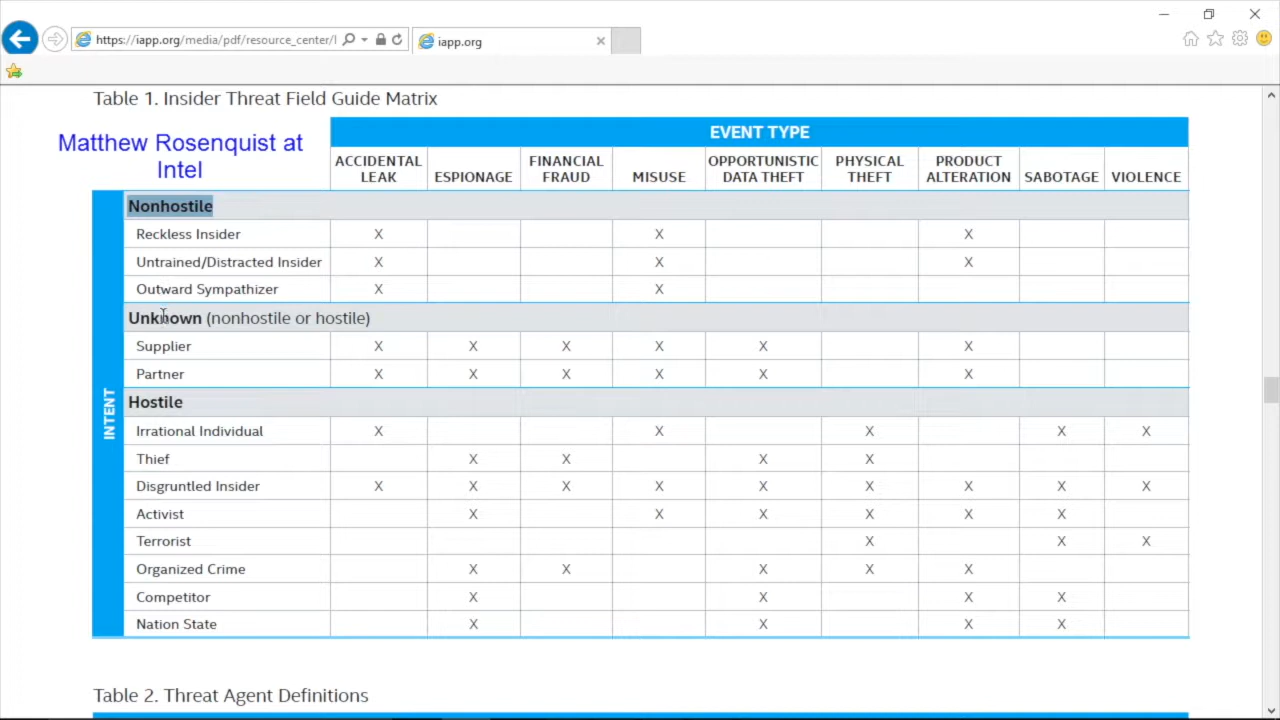 https://iapp.org/media/pdf/resource_center/l
iapp.org
Table 1. Insider Threat Field Guide Matrix
Matthew Rosenquist at
Intel
EVENT TYPE
ACCIDENTAL LEAK ESPIONAGE FINANCIAL FRAUD MISUSE OPPORTUNISTIC DATA THEFT PHYSICAL THEFT PRODUCT ALTERATION SABOTAGE VIOLENCE
INTENT
Nonhostile
Reckless Insider X X X
Untrained/Distracted Insider X X X
Outward Sympathizer X X
Unknown (nonhostile or hostile)
Supplier X X X X X X
Partner X X X X X X
Hostile
Irrational Individual X X X X X
Thief X X X X
Disgruntled Insider X X X X X X X X X
Activist X X X X X X
Terrorist X X X
Organized Crime X X X X X
Competitor X X X X
Nation State X X X X
Table 2. Threat Agent Definitions